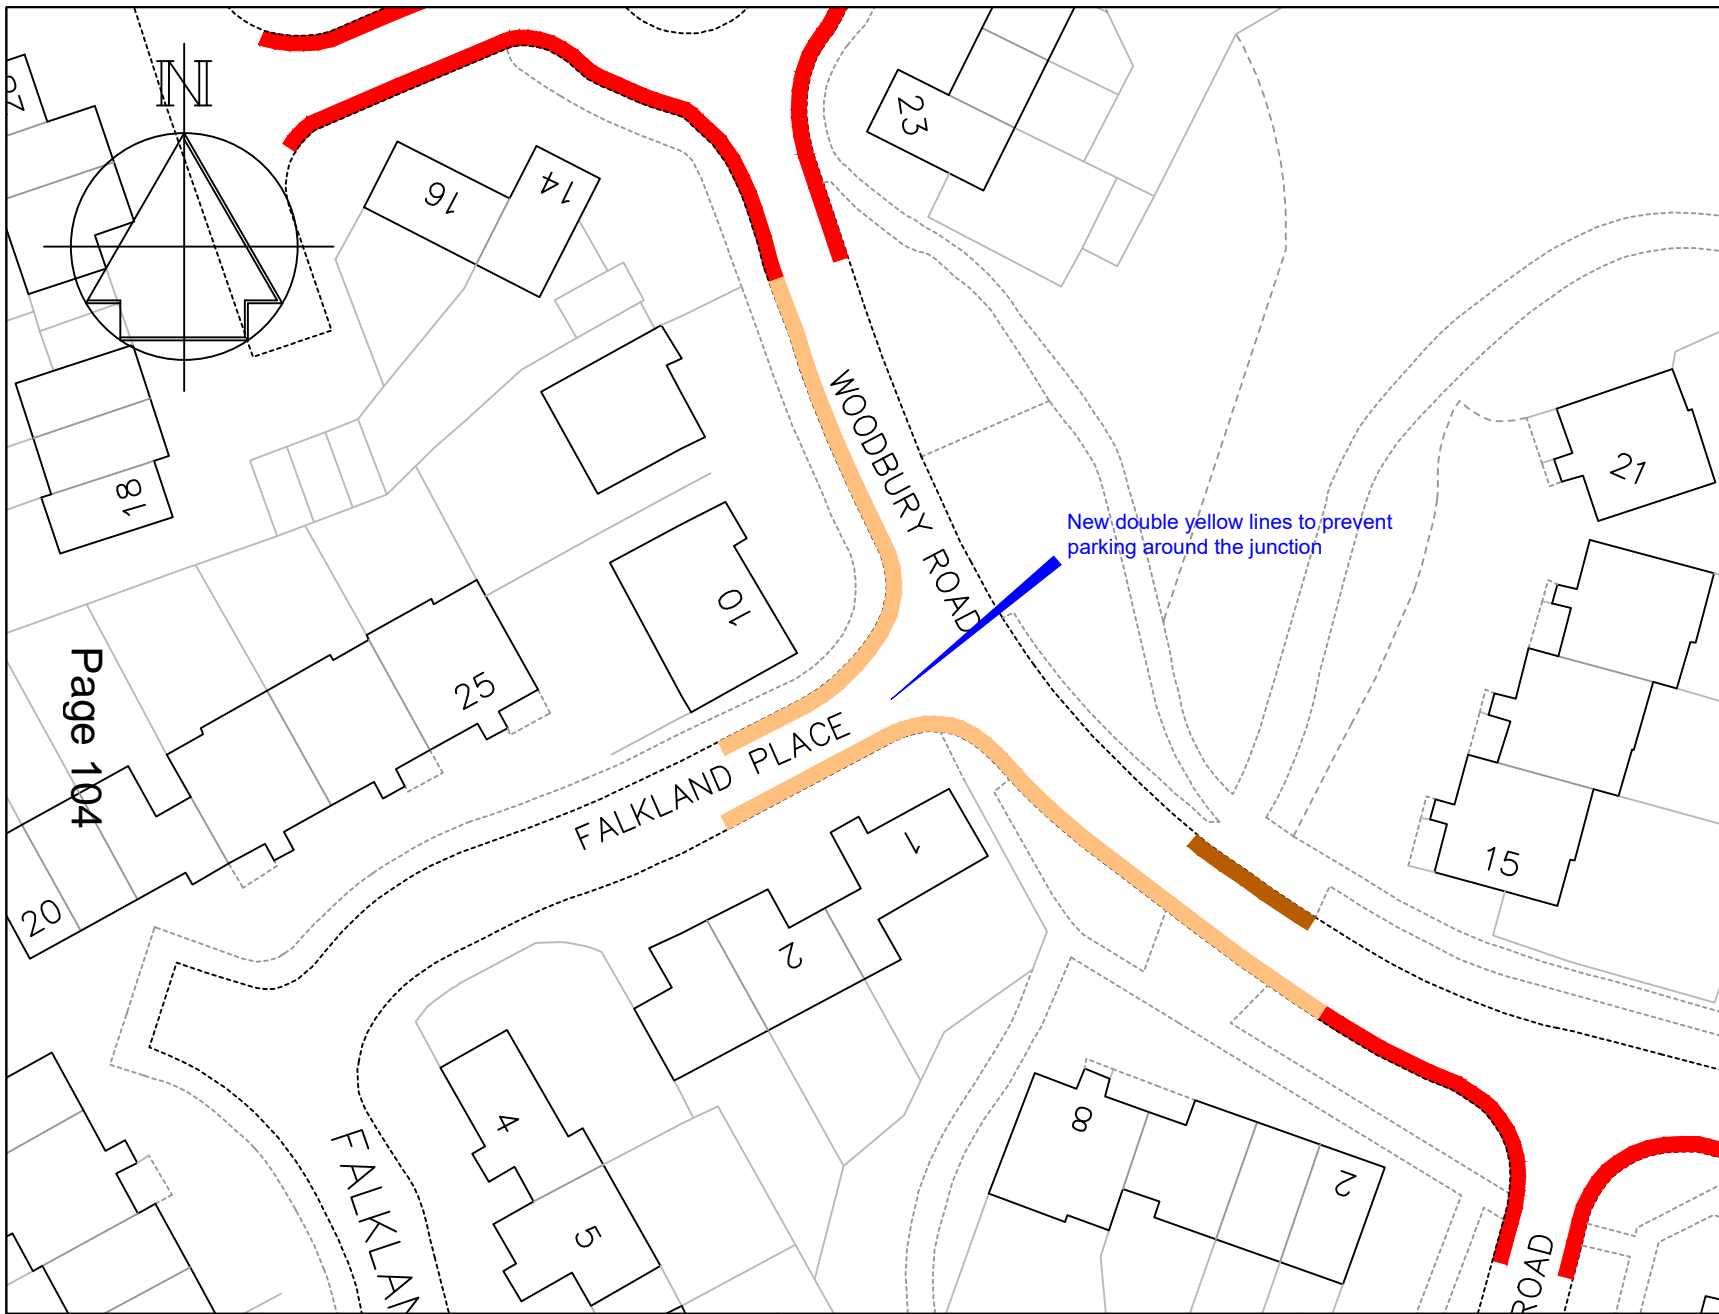 N
23
16
14
18
WOODBURY ROAD
21
New double yellow lines to prevent
parking around the junction
10
25
Page 104
FALKLAND PLACE
1
15
20
2
4
8
2
5
FALKLAN
ROAD